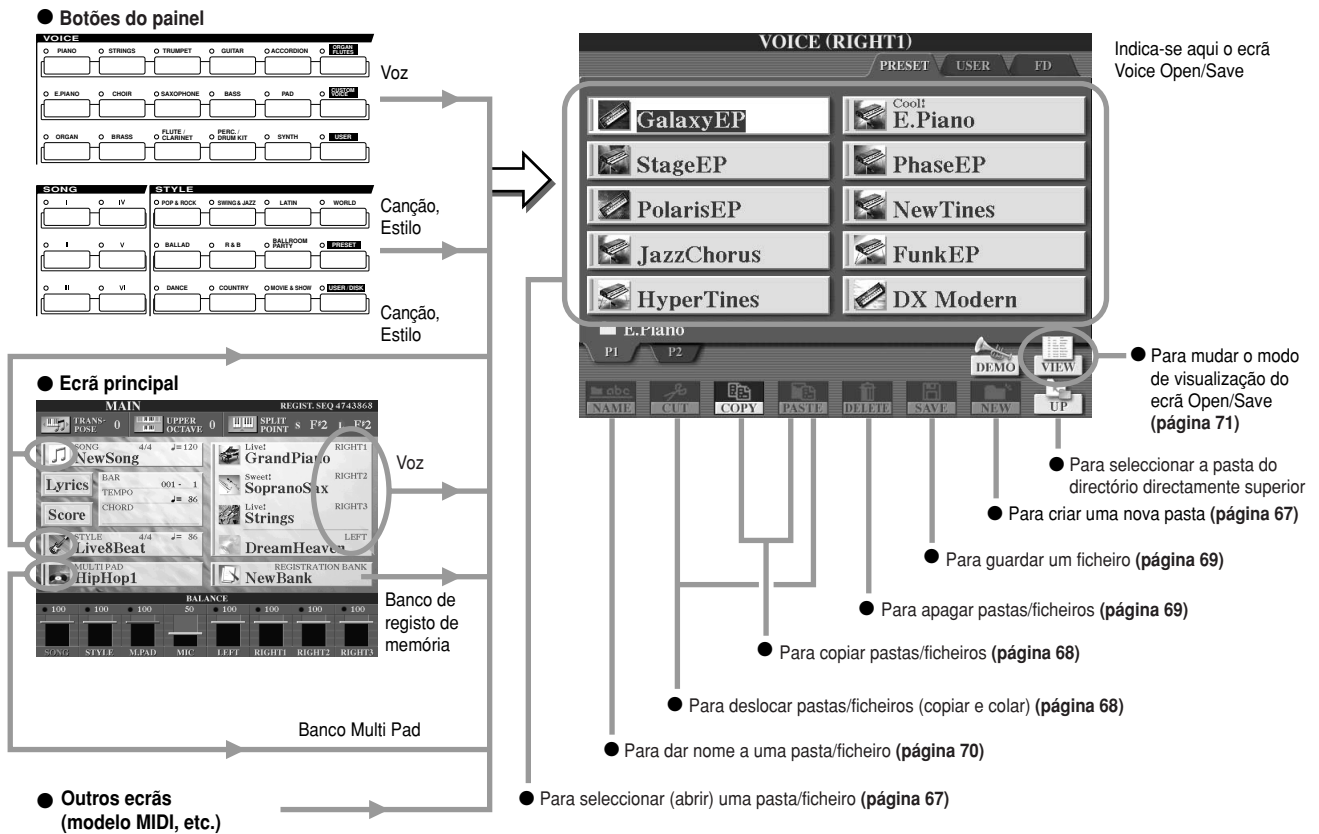 ● Botões do painel
VOICE
PIANO STRINGS TRUMPET GUITAR ACCORDION ORGAN FLUTES
E.PIANO CHOIR SAXOPHONE BASS PAD CUSTOM VOICE
ORGAN BRASS FLUTE / CLARINET PERC. / DRUM KIT SYNTH USER
Voz
SONG STYLE
I IV POP & ROCK SWING & JAZZ LATIN WORLD
II V BALLAD R & B BALLROOM PARTY PRESET
III VI DANCE COUNTRY MOVIE & SHOW USER / DISK
Canção,
Estilo
Canção,
Estilo
● Ecrã principal
MAIN REGIST. SEQ 4743868
TRANS-
POSE 0
UPPER
OCTAVE 0
SPLIT
POINT S F#2 L F#2
SONG 4/4 ♩=120
NewSong
Lyrics
Score
BAR 001 - 1
TEMPO ♩= 86
CHORD
STYLE 4/4 ♩= 86
Live8Beat
MULTI PAD
HipHop1
Live! RIGHT1
GrandPiano
Sweet! RIGHT2
SopranoSax
Live! RIGHT3
Strings
LEFT
DreamHeaven
REGISTRATION BANK
NewBank
BALANCE
100 100 100 50 100 100 100 100
SONG STYLE M.PAD MIC LEFT RIGHT1 RIGHT2 RIGHT3
Voz
Banco de
registo de
memória
Banco Multi Pad
● Outros ecrãs
(modelo MIDI, etc.)
VOICE (RIGHT1)
PRESET USER FD
GalaxyEP
Cool!
E.Piano
StageEP
PhaseEP
PolarisEP
NewTines
JazzChorus
FunkEP
HyperTines
DX Modern
E.Piano
P1 P2
DEMO VIEW
abc
NAME CUT COPY PASTE DELETE SAVE NEW UP
Indica-se aqui o ecrã
Voice Open/Save
● Para mudar o modo
de visualização do
ecrã Open/Save
(página 71)
● Para seleccionar a pasta do
directório directamente superior
● Para criar uma nova pasta (página 67)
● Para guardar um ficheiro (página 69)
● Para apagar pastas/ficheiros (página 69)
● Para copiar pastas/ficheiros (página 68)
● Para deslocar pastas/ficheiros (copiar e colar) (página 68)
● Para dar nome a uma pasta/ficheiro (página 70)
● Para seleccionar (abrir) uma pasta/ficheiro (página 67)